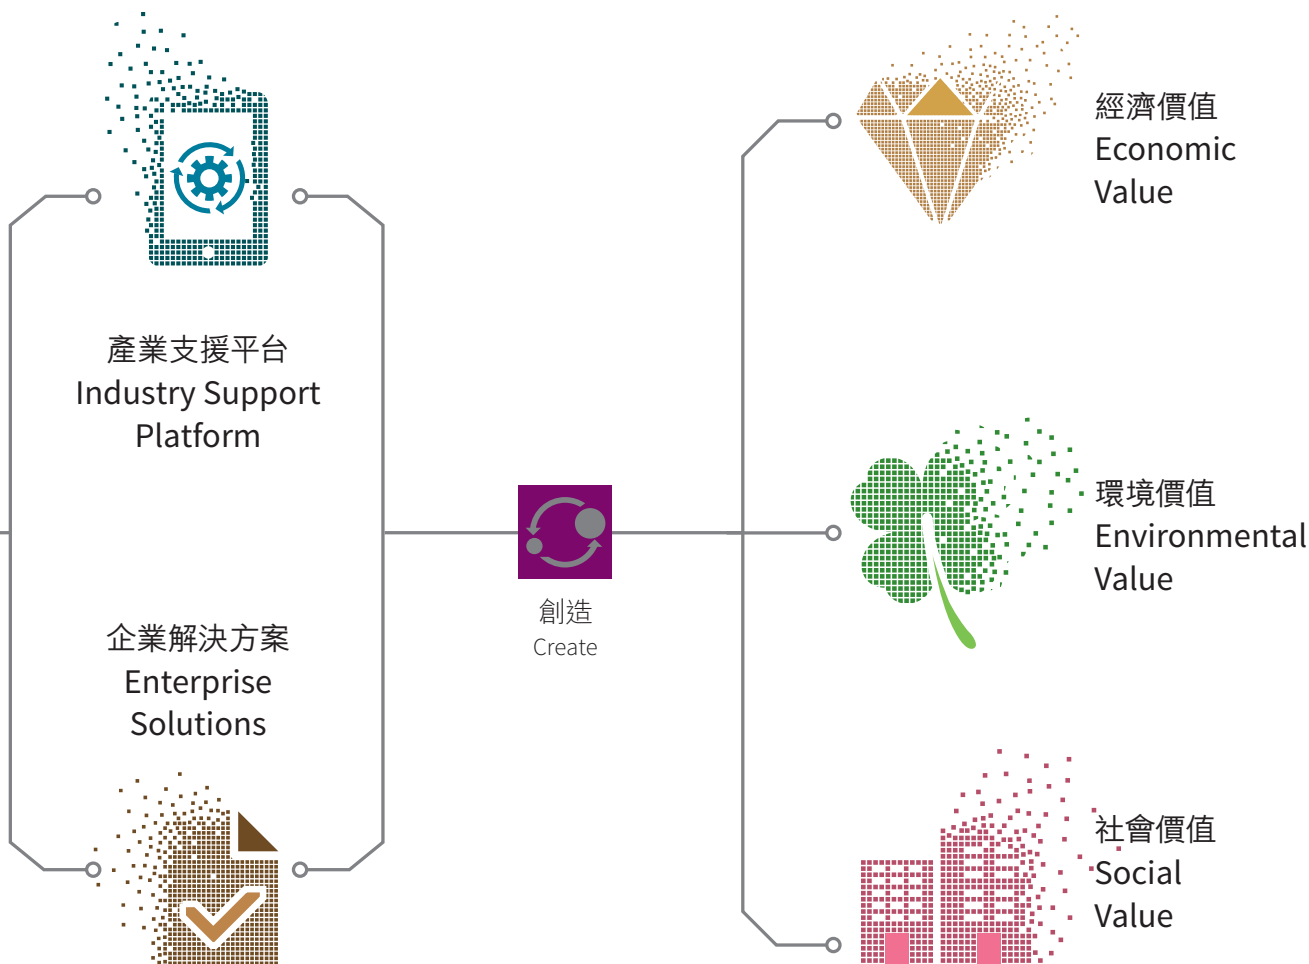 產業支援平台
Industry Support
Platform
企業解決方案
Enterprise
Solutions
創造
Create
經濟價值
Economic
Value
環境價值
Environmental
Value
社會價值
Social
Value